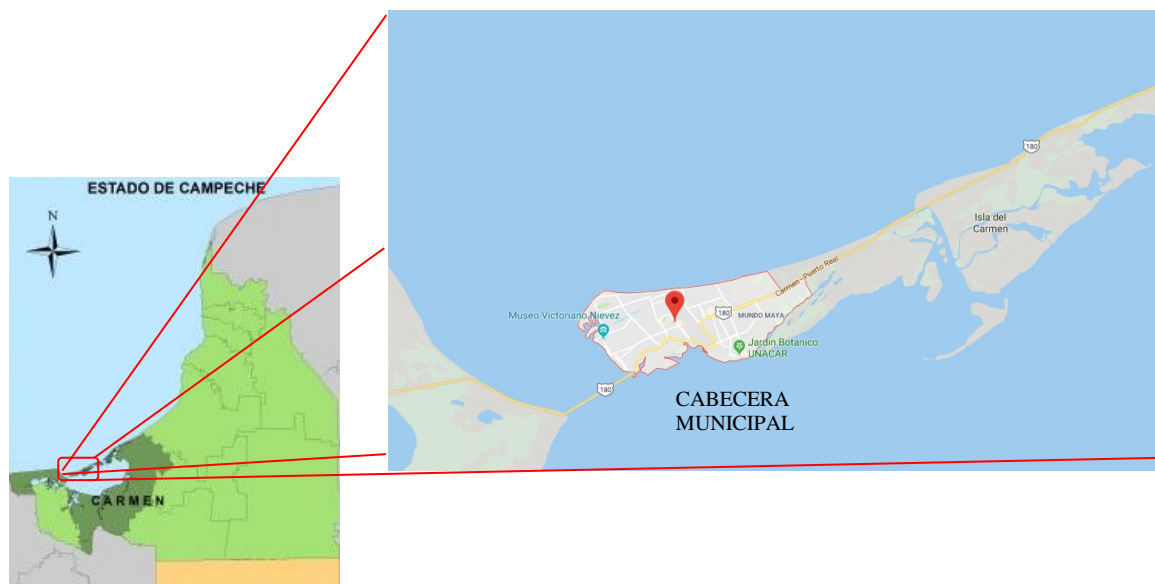 ESTADO DE CAMPECHE
N
CARMEN
180
Isla del
Carmen
Carmen - Puerto Real
Museo Victoriano Nievez
180
MUNDO MAYA
Jardín Botanico
UNACAR
180
CABECERA
MUNICIPAL